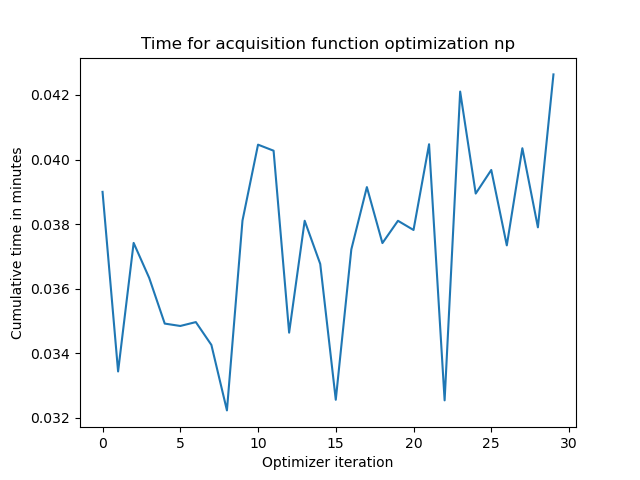 Time for acquisition function optimization np
Cumulative time in minutes
0.042
0.040
0.038
0.036
0.034
0.032
0 5 10 15 20 25 30
Optimizer iteration